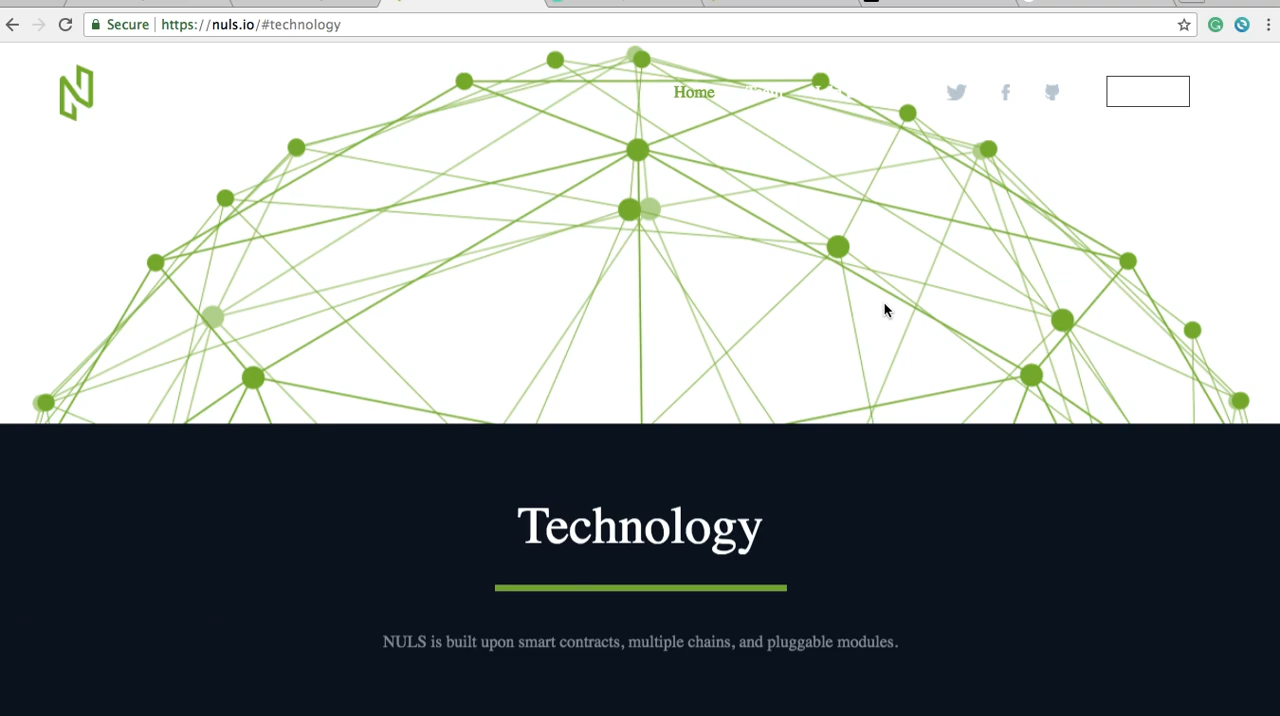 Secure | https://nuls.io/#technology
Home
Technology
NULS is built upon smart contracts, multiple chains, and pluggable modules.